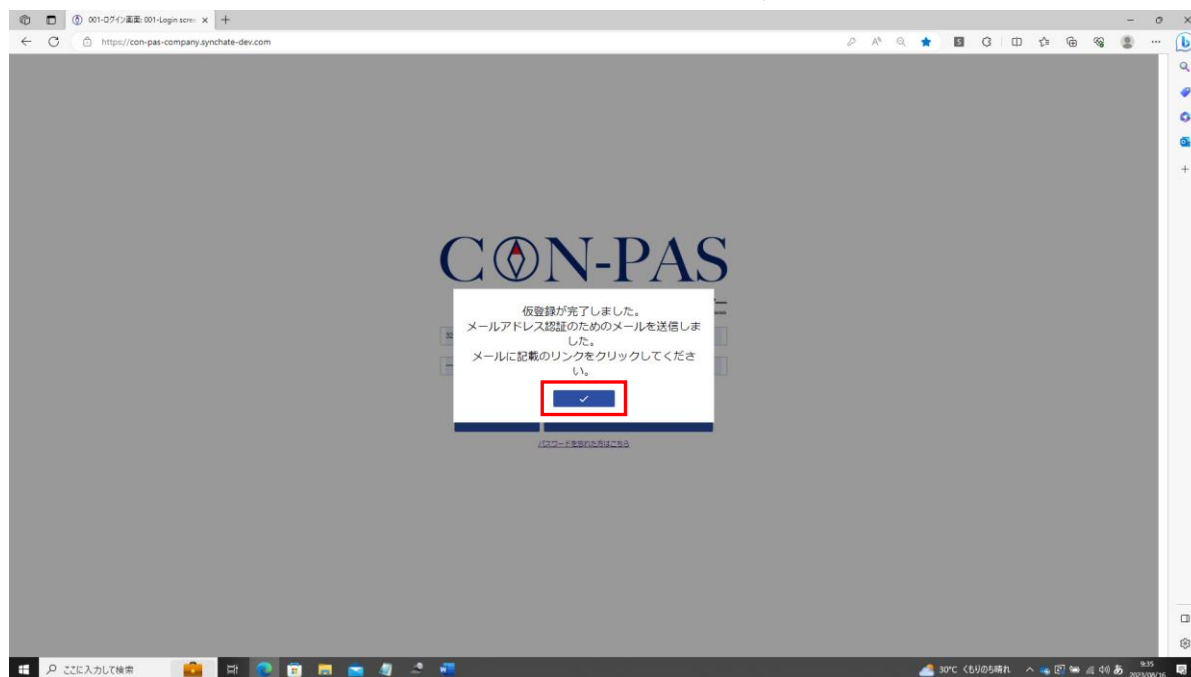 001-ログイン画面: 001-Login scree
https://con-pas-company.synchate-dev.com
CON-PAS
仮登録が完了しました。
メールアドレス認証のためのメールを送信しま
した。
メールに記載のリンクをクリックしてくださ
い。
パスワードを忘れた方はこちら
ここに入力して検索
30°C くもりのち晴れ
あ
9:35
2023/08/16